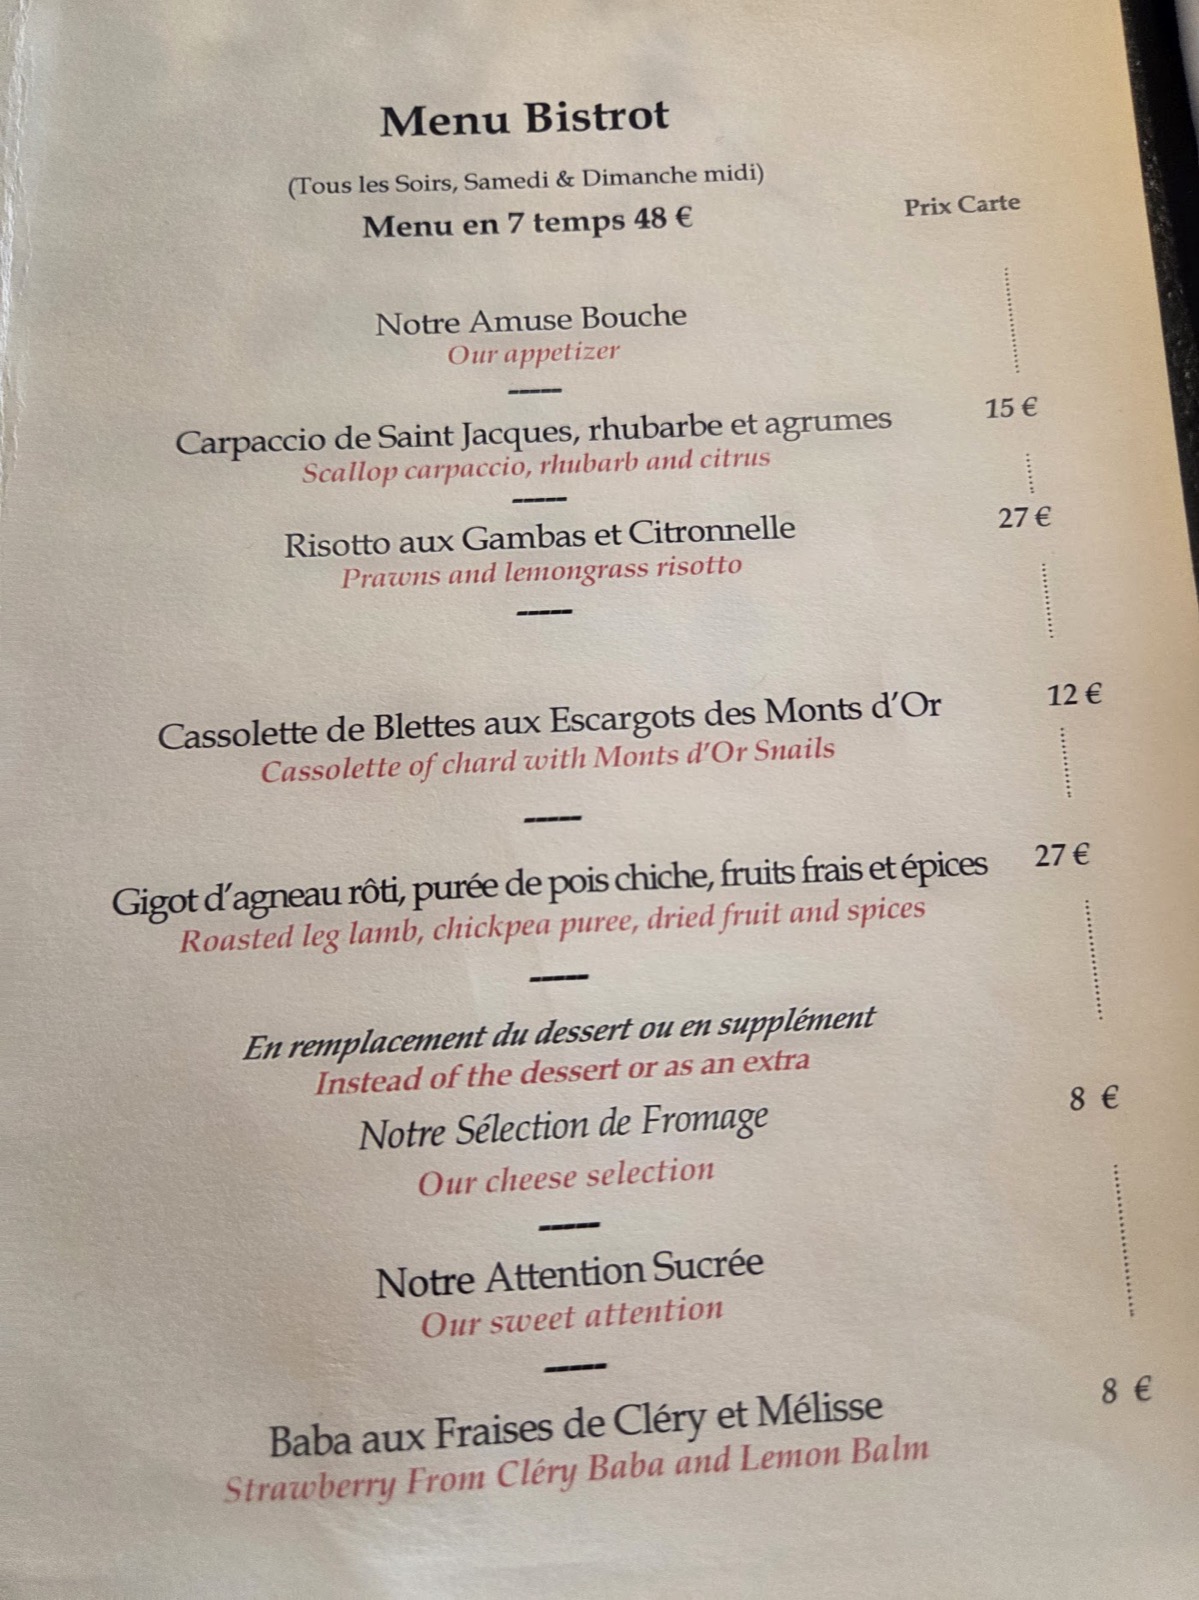 Menu Bistrot
(Tous les Soirs, Samedi & Dimanche midi)
Menu en 7 temps 48 €
Prix Carte
Notre Amuse Bouche
Our appetizer
Carpaccio de Saint Jacques, rhubarbe et agrumes 15 €
Scallop carpaccio, rhubarb and citrus
Risotto aux Gambas et Citronnelle 27 €
Prawns and lemongrass risotto
Cassolette de Blettes aux Escargots des Monts d'Or 12 €
Cassolette of chard with Monts d'Or Snails
Gigot d'agneau rôti, purée de pois chiche, fruits frais et épices 27 €
Roasted leg lamb, chickpea puree, dried fruit and spices
En remplacement du dessert ou en supplément
Instead of the dessert or as an extra
Notre Sélection de Fromage 8 €
Our cheese selection
Notre Attention Sucrée
Our sweet attention
Baba aux Fraises de Cléry et Mélisse 8 €
Strawberry From Cléry Baba and Lemon Balm